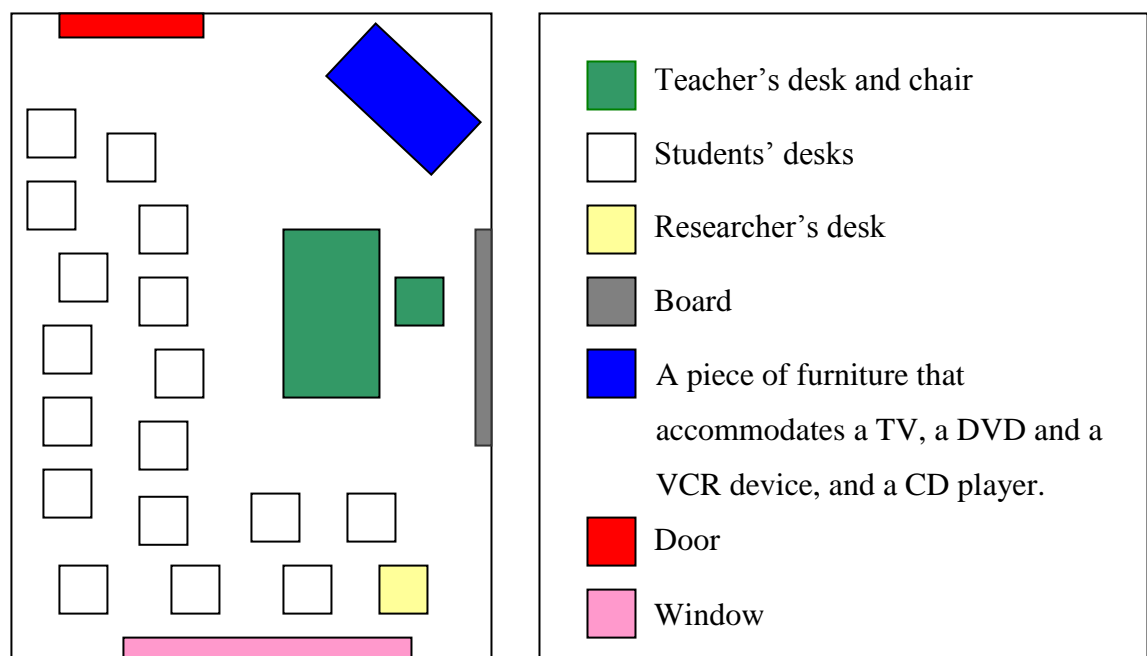 Teacher’s desk and chair
Students’ desks
Researcher’s desk
Board
A piece of furniture that
accommodates a TV, a DVD and a
VCR device, and a CD player.
Door
Window